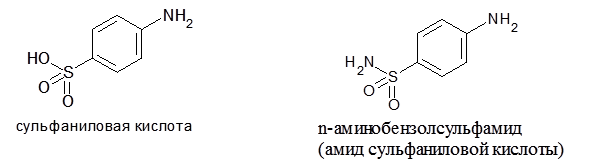 NH₂
HO
S
O
O
сульфаниловая кислота
NH₂
H₂N
S
O
O
n-аминобензолсульфамид
(амид сульфаниловой кислоты)